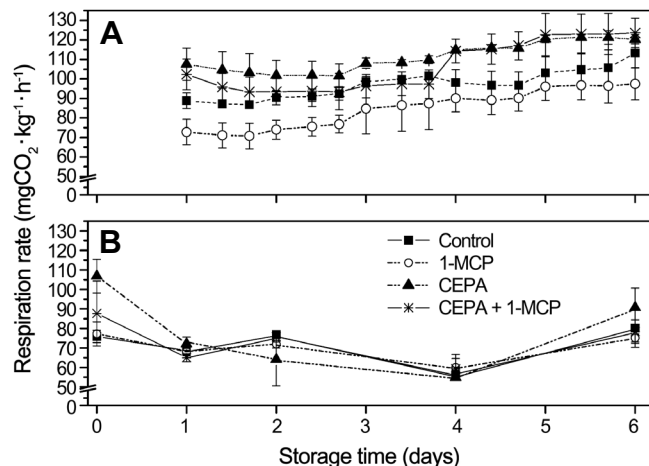 A
130
120
110
100
90
80
70
60
50
0
B
130
120
110
100
90
80
70
60
50
0
Respiration rate (mgCO₂·kg⁻¹·h⁻¹)
Control
1-MCP
CEPA
CEPA + 1-MCP
0 1 2 3 4 5 6
Storage time (days)